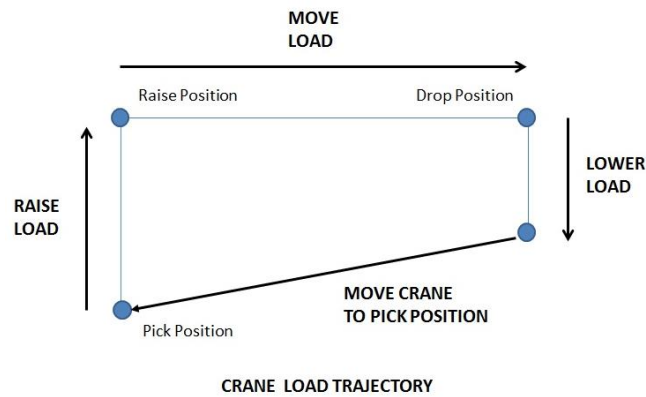 MOVE
LOAD
Raise Position
Drop Position
RAISE
LOAD
LOWER
LOAD
MOVE CRANE
TO PICK POSITION
Pick Position
CRANE LOAD TRAJECTORY